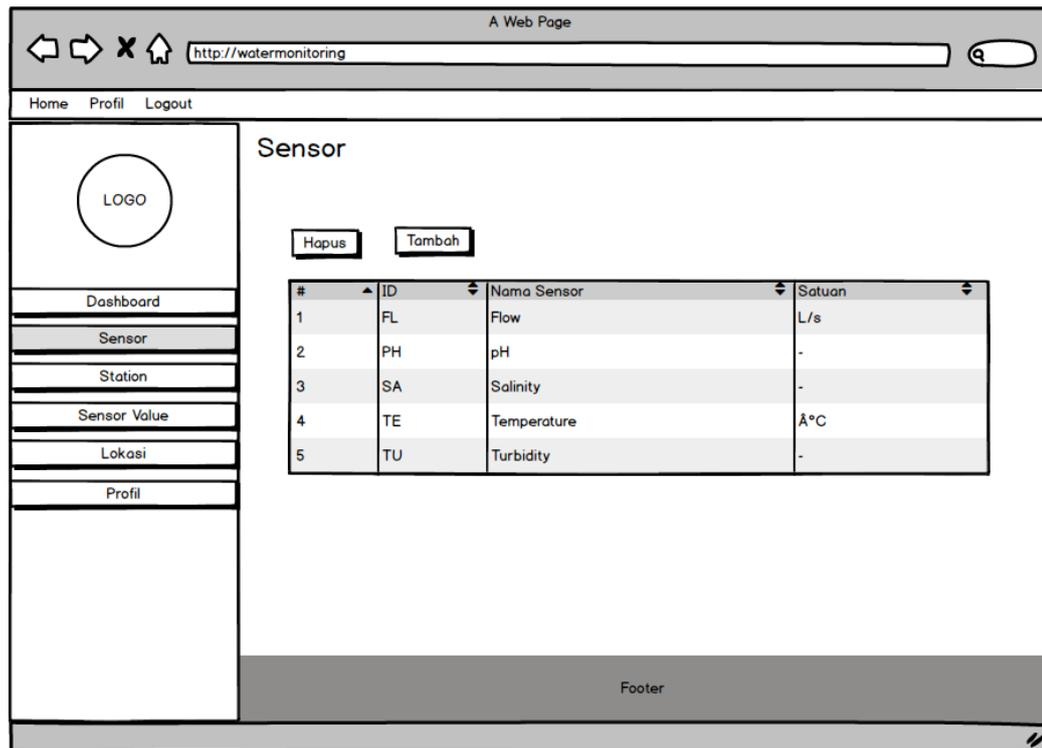 A Web Page
http://watermonitoring
Home Profil Logout
LOGO
Dashboard
Sensor
Station
Sensor Value
Lokasi
Profil
Sensor
Hapus Tambah
# ID Nama Sensor Satuan
1 FL Flow L/s
2 PH pH -
3 SA Salinity -
4 TE Temperature Â°C
5 TU Turbidity -
Footer